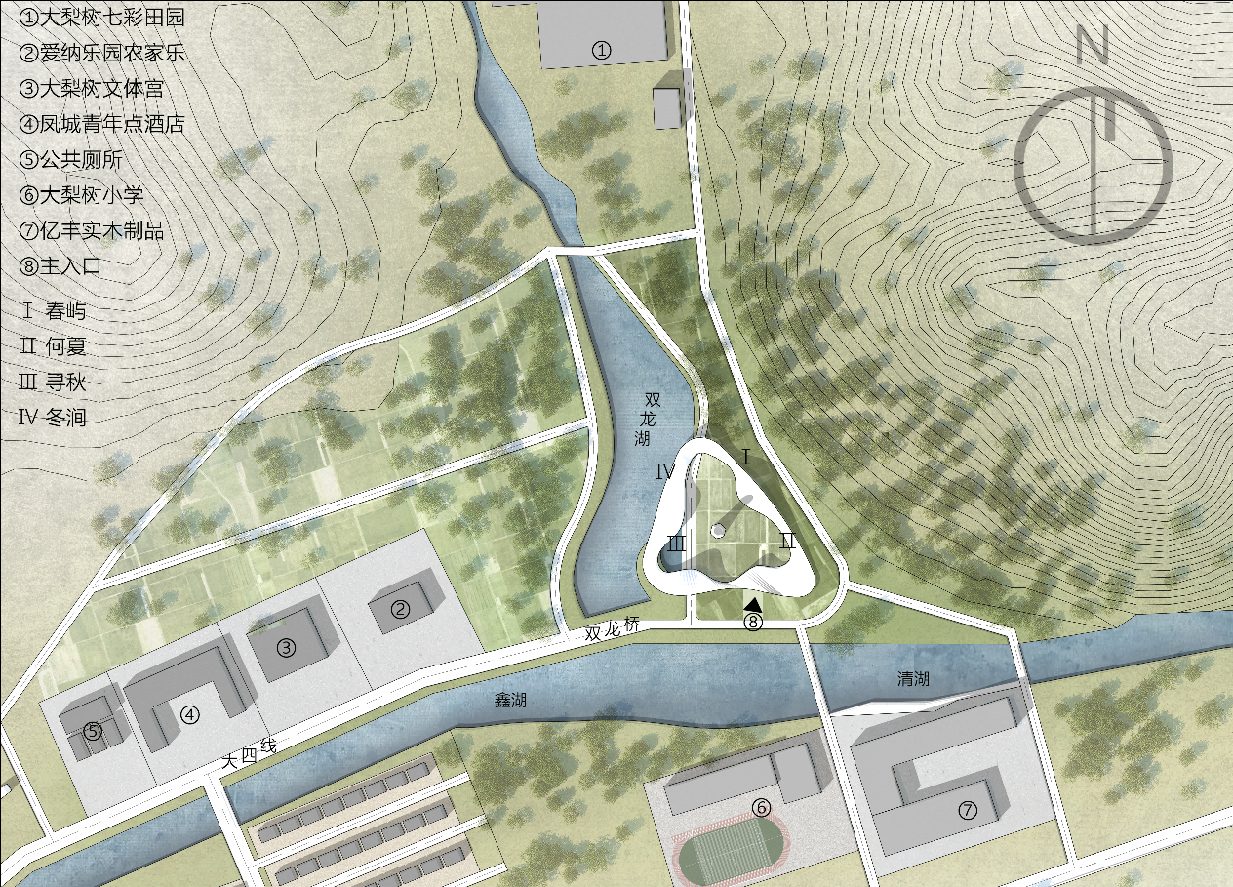 ①大梨树七彩田园
②爱纳乐园农家乐
③大梨树文体宫
④凤城青年点酒店
⑤公共厕所
⑥大梨树小学
⑦亿丰实木制品
⑧主入口
Ⅰ 春屿
Ⅱ 何夏
Ⅲ 寻秋
Ⅳ 冬涧
N
①
双龙湖
Ⅰ
Ⅳ
Ⅱ
Ⅲ
②
⑧
双龙桥
③
清湖
鑫湖
④
⑤
大四线
⑥
⑦